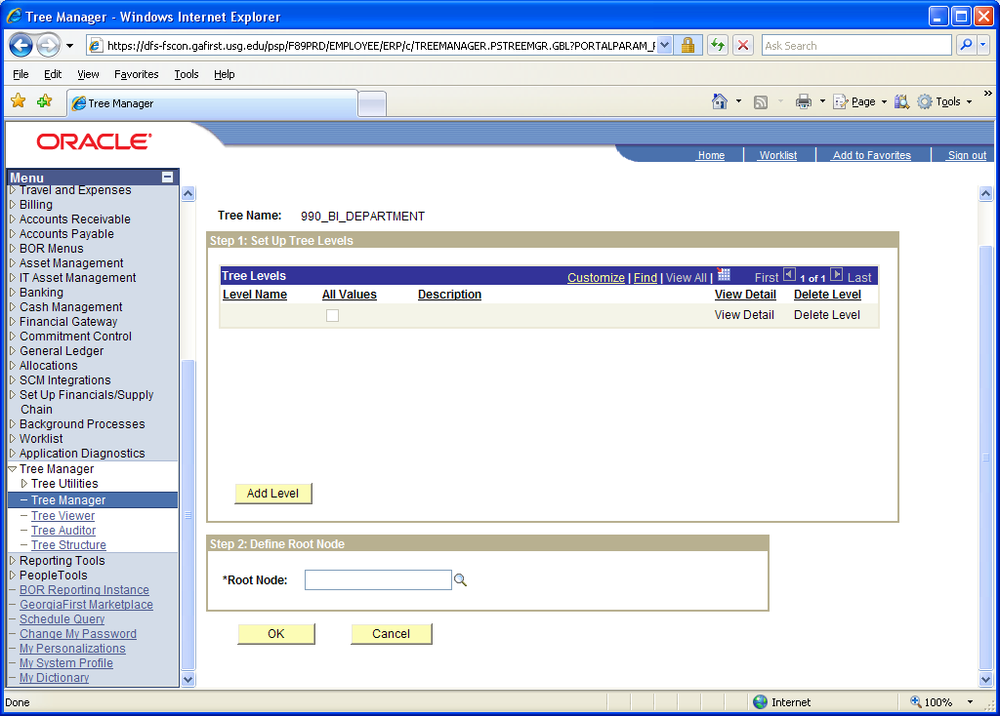 Tree Manager - Windows Internet Explorer
https://dfs-fscon.gafirst.usg.edu/psp/F89PRD/EMPLOYEE/ERP/c/TREEMANAGER.PSTREEMGR.GBL?PORTALPARAM_F
Ask Search
File Edit View Favorites Tools Help
Tree Manager
Page Tools »
ORACLE®
Home Worklist Add to Favorites Sign out
Menu
Travel and Expenses
Billing
Accounts Receivable
Accounts Payable
BOR Menus
Asset Management
IT Asset Management
Banking
Cash Management
Financial Gateway
Commitment Control
General Ledger
Allocations
SCM Integrations
Set Up Financials/Supply
Chain
Background Processes
Worklist
Application Diagnostics
Tree Manager
Tree Utilities
Tree Manager
Tree Viewer
Tree Auditor
Tree Structure
Reporting Tools
PeopleTools
BOR Reporting Instance
GeorgiaFirst Marketplace
Schedule Query
Change My Password
My Personalizations
My System Profile
My Dictionary
Tree Name: 990_BI_DEPARTMENT
Step 1: Set Up Tree Levels
Tree Levels Customize | Find | View All | First 1 of 1 Last
Level Name All Values Description View Detail Delete Level
View Detail Delete Level
Add Level
Step 2: Define Root Node
*Root Node:
OK Cancel
Done Internet 100%